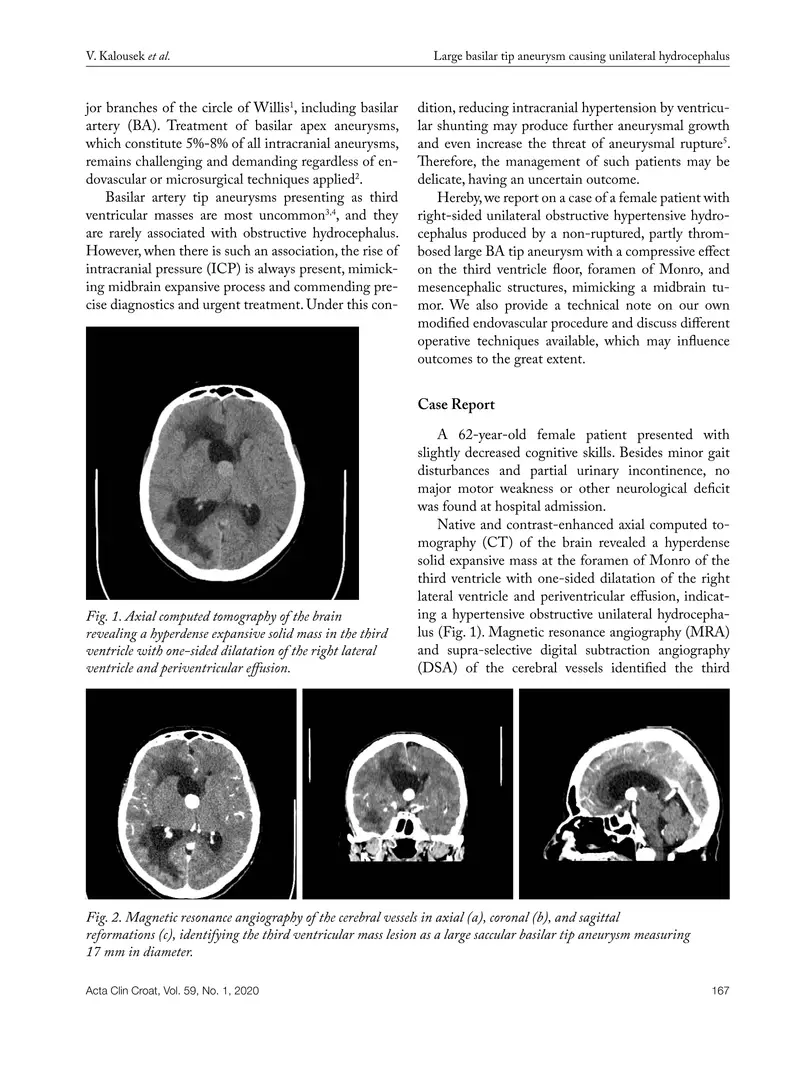 V. Kalousek et al.
Large basilar tip aneurysm causing unilateral hydrocephalus
jor branches of the circle of Willis1, including basilar
artery (BA). Treatment of basilar apex aneurysms,
which constitute 5%-8% of all intracranial aneurysms,
remains challenging and demanding regardless of en-
dovascular or microsurgical techniques applied2.
Basilar artery tip aneurysms presenting as third
ventricular masses are most uncommon3,4, and they
are rarely associated with obstructive hydrocephalus.
However, when there is such an association, the rise of
intracranial pressure (ICP) is always present, mimick-
ing midbrain expansive process and commending pre-
cise diagnostics and urgent treatment. Under this con-
Fig. 1. Axial computed tomography of the brain
revealing a hyperdense expansive solid mass in the third
ventricle with one-sided dilatation of the right lateral
ventricle and periventricular effusion.
dition, reducing intracranial hypertension by ventricu-
lar shunting may produce further aneurysmal growth
and even increase the threat of aneurysmal rupture5.
Therefore, the management of such patients may be
delicate, having an uncertain outcome.
Hereby, we report on a case of a female patient with
right-sided unilateral obstructive hypertensive hydro-
cephalus produced by a non-ruptured, partly throm-
bosed large BA tip aneurysm with a compressive effect
on the third ventricle floor, foramen of Monro, and
mesencephalic structures, mimicking a midbrain tu-
mor. We also provide a technical note on our own
modified endovascular procedure and discuss different
operative techniques available, which may influence
outcomes to the great extent.
Case Report
A 62-year-old female patient presented with
slightly decreased cognitive skills. Besides minor gait
disturbances and partial urinary incontinence, no
major motor weakness or other neurological deficit
was found at hospital admission.
Native and contrast-enhanced axial computed to-
mography (CT) of the brain revealed a hyperdense
solid expansive mass at the foramen of Monro of the
third ventricle with one-sided dilatation of the right
lateral ventricle and periventricular effusion, indicat-
ing a hypertensive obstructive unilateral hydrocepha-
lus (Fig. 1). Magnetic resonance angiography (MRA)
and supra-selective digital subtraction angiography
(DSA) of the cerebral vessels identified the third
Fig. 2. Magnetic resonance angiography of the cerebral vessels in axial (a), coronal (b), and sagittal
reformations (c), identifying the third ventricular mass lesion as a large saccular basilar tip aneurysm measuring
17 mm in diameter.
Acta Clin Croat, Vol. 59, No. 1, 2020
167